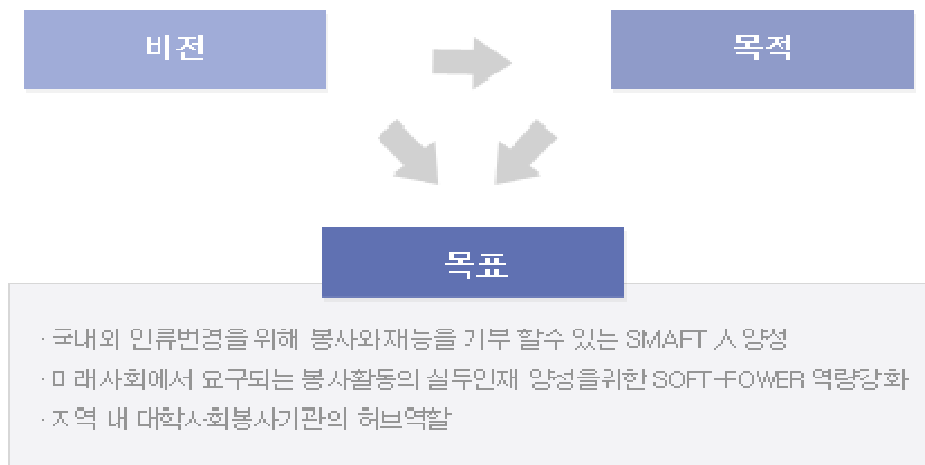 비전
목적
목표
· 국내외 인류번영을 위해 봉사와 재능을 기부 할수 있는 SMART 人 양성
· 미래사회에서 요구되는 봉사활동의 실무인재 양성을위한 SOFT-POWER 역량강화
· 지역 내 대학사회봉사기관의 허브역할